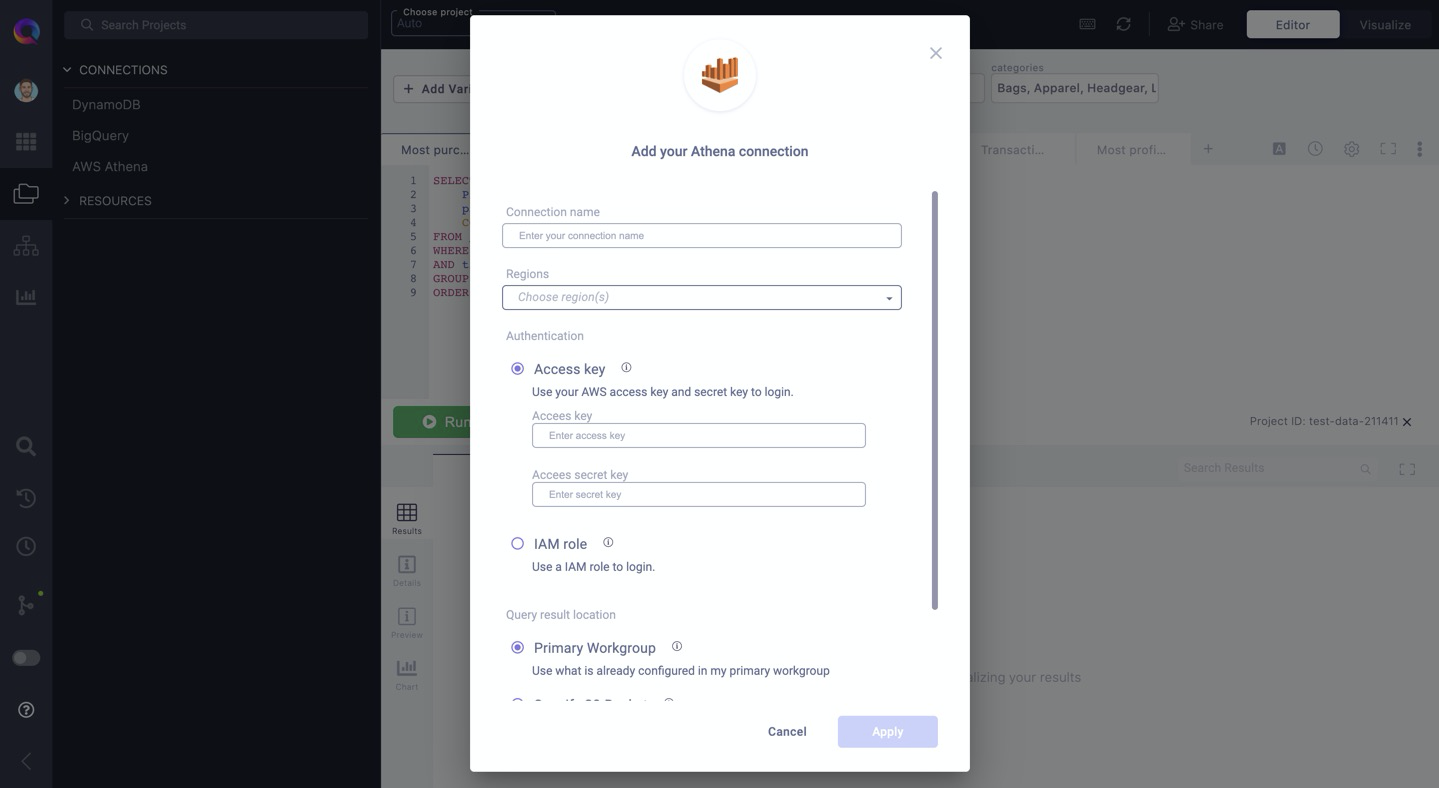 Search Projects
CONNECTIONS
DynamoDB
BigQuery
AWS Athena
RESOURCES
Choose project
Auto
Share
Editor
Visualize
+ Add Vari
categories
Bags, Apparel, Headgear, L
Most purc...
Transacti...
Most profi...
+
A
1 SELEC
2
3
4
5 FROM
6 WHERE
7 AND t
8 GROUP
9 ORDER
Run
Project ID: test-data-211411
Search Results
Results
Details
Preview
Chart
alizing your results
Add your Athena connection
Connection name
Enter your connection name
Regions
Choose region(s)
Authentication
Access key
Use your AWS access key and secret key to login.
Accees key
Enter access key
Accees secret key
Enter secret key
IAM role
Use a IAM role to login.
Query result location
Primary Workgroup
Use what is already configured in my primary workgroup
Cancel
Apply